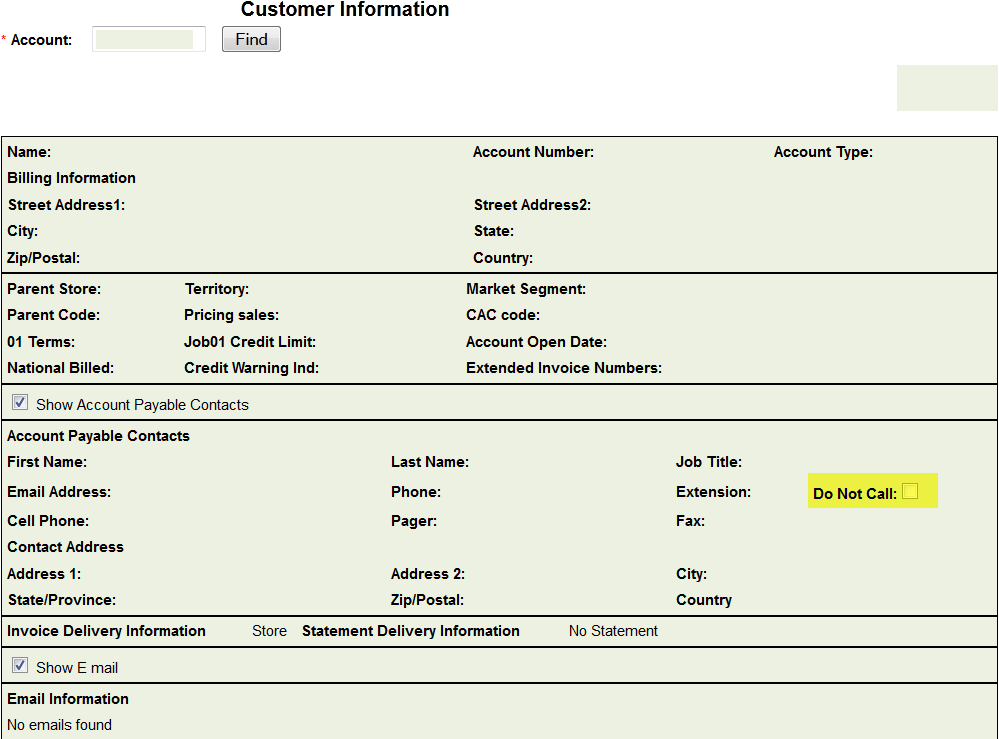 Customer Information
* Account: Find
Name: Account Number: Account Type:
Billing Information
Street Address1: Street Address2:
City: State:
Zip/Postal: Country:
Parent Store: Territory: Market Segment:
Parent Code: Pricing sales: CAC code:
01 Terms: Job01 Credit Limit: Account Open Date:
National Billed: Credit Warning Ind: Extended Invoice Numbers:
Show Account Payable Contacts
Account Payable Contacts
First Name: Last Name: Job Title:
Email Address: Phone: Extension: Do Not Call:
Cell Phone: Pager: Fax:
Contact Address
Address 1: Address 2: City:
State/Province: Zip/Postal: Country
Invoice Delivery Information Store Statement Delivery Information No Statement
Show E mail
Email Information
No emails found